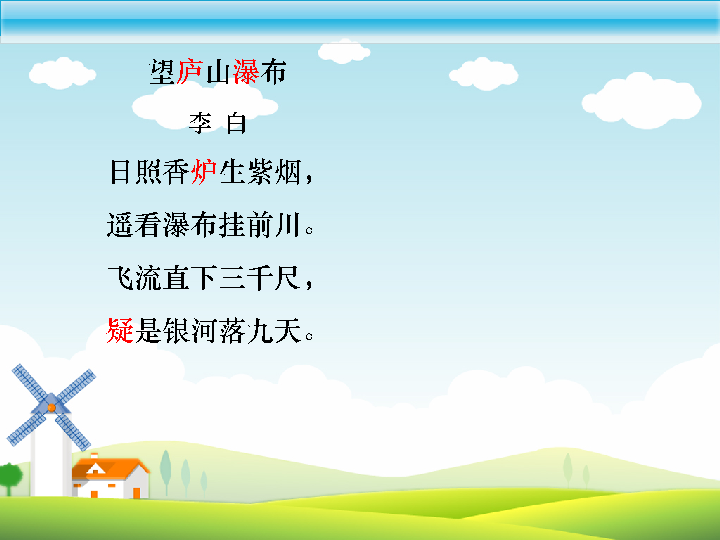 望庐山瀑布
李 白
日照香炉生紫烟，
遥看瀑布挂前川。
飞流直下三千尺，
疑是银河落九天。